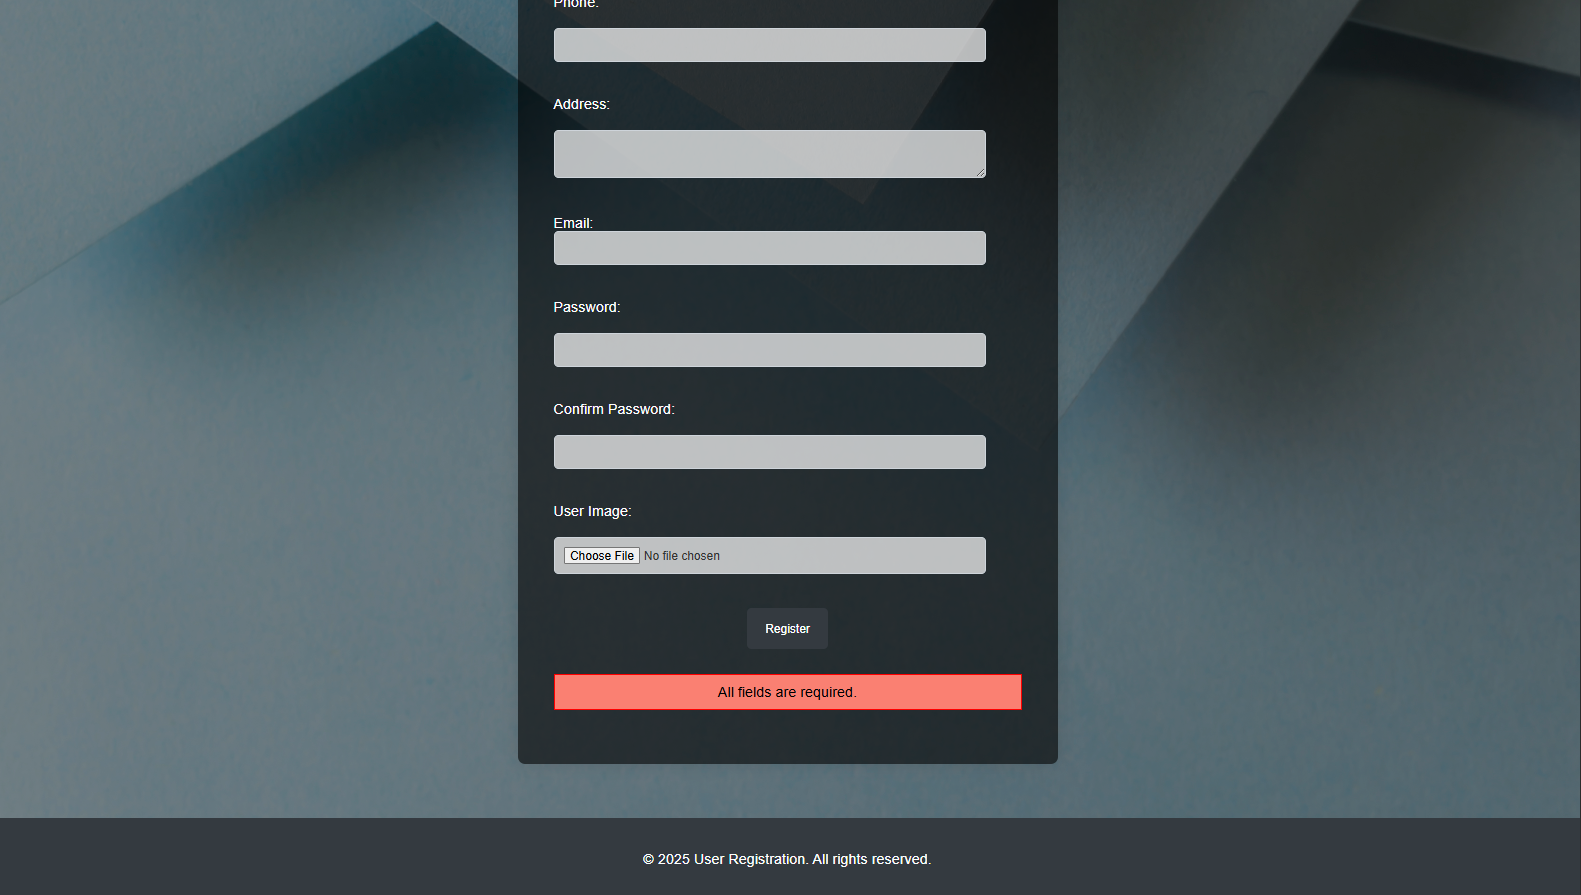 Phone:
Address:
Email:
Password:
Confirm Password:
User Image:
Choose File No file chosen
Register
All fields are required.
© 2025 User Registration. All rights reserved.